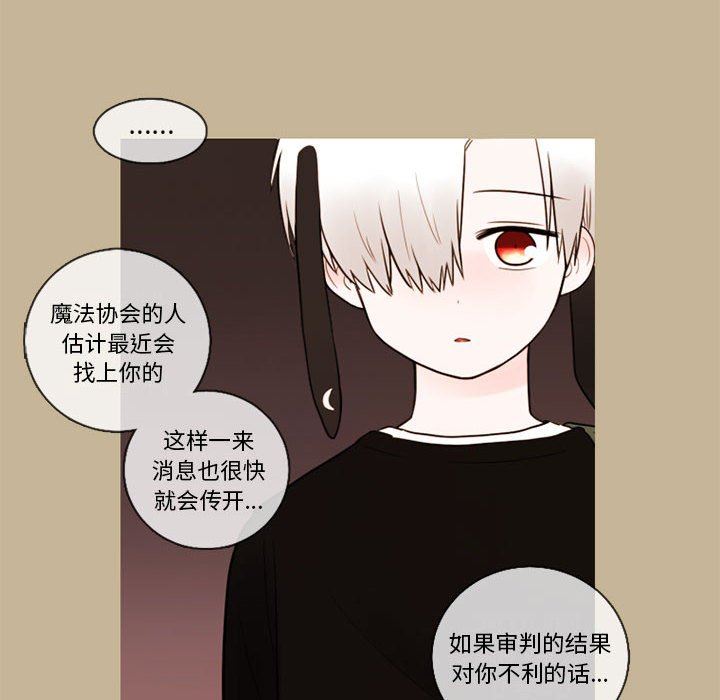 ......
魔法协会的人
估计最近会
找上你的
这样一来
消息也很快
就会传开...
如果审判的结果
对你不利的话...